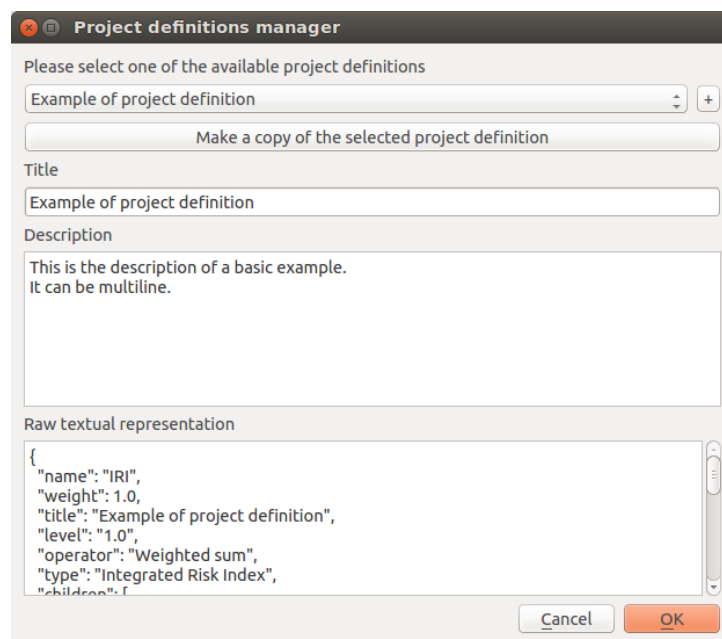 Project definitions manager
Please select one of the available project definitions
Example of project definition
+
Make a copy of the selected project definition
Title
Example of project definition
Description
This is the description of a basic example.
It can be multiline.
Raw textual representation
{
"name": "IRI",
"weight": 1.0,
"title": "Example of project definition",
"level": "1.0",
"operator": "Weighted sum",
"type": "Integrated Risk Index",
"children": [
Cancel
OK